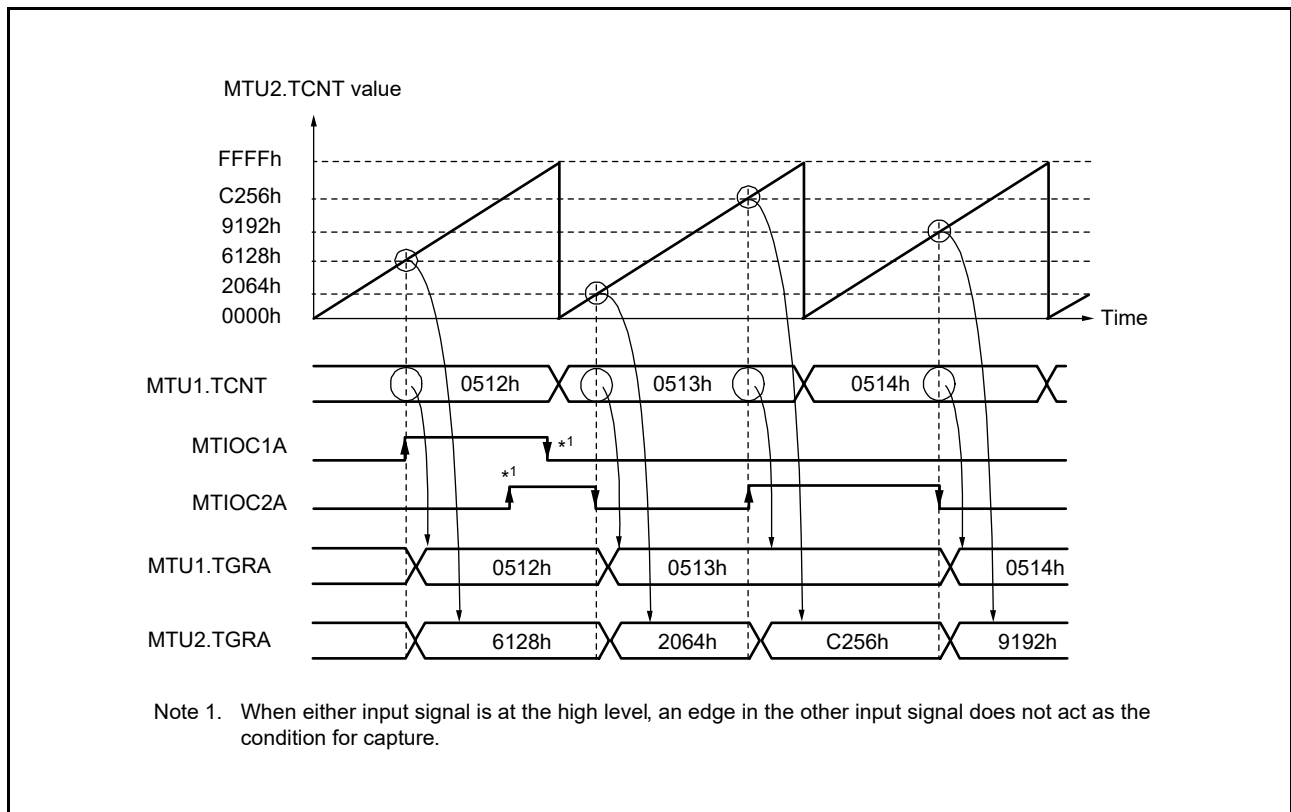 MTU2.TCNT value
FFFFh
C256h
9192h
6128h
2064h
0000h
Time
MTU1.TCNT 0512h 0513h 0514h
MTIOC1A *1
MTIOC2A *1
MTU1.TGRA 0512h 0513h 0514h
MTU2.TGRA 6128h 2064h C256h 9192h
Note 1. When either input signal is at the high level, an edge in the other input signal does not act as the
condition for capture.